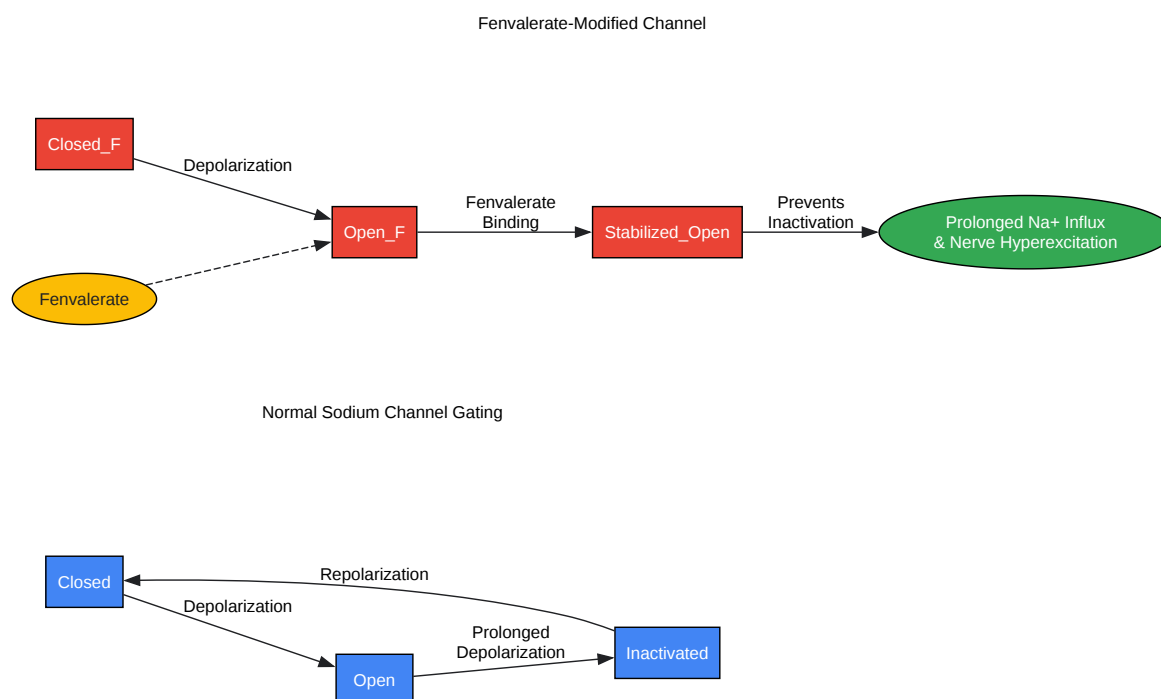 Fenvalerate-Modified Channel
Closed_F
Depolarization
Fenvalerate
Binding
Prevents
Inactivation
Open_F
Stabilized_Open
Prolonged Na+ Influx
& Nerve Hyperexcitation
Fenvalerate
Normal Sodium Channel Gating
Repolarization
Closed
Depolarization
Prolonged
Depolarization
Inactivated
Open